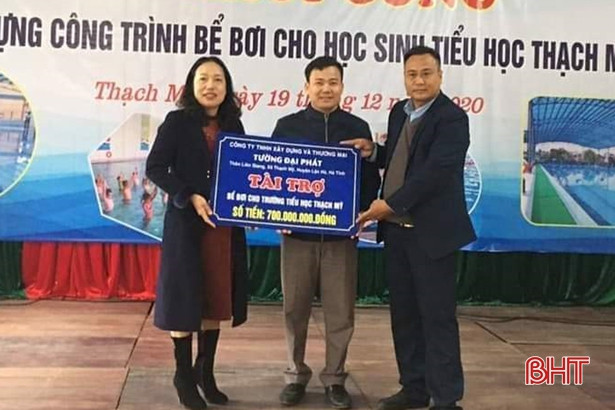 ỰNG CÔNG TRÌNH BỂ BƠI CHO HỌC SINH TIỂU HỌC THẠCH M
Thạch M
ày 19
12
2020
CÔNG TY TNHH XÂY DỰNG VÀ THƯƠNG MẠI
TƯỜNG ĐẠI PHÁT
Thôn Liên Giang, Xã Thạch Mỹ, Huyện Lộc Hà, Hà Tĩnh
TÀI TRỢ
BỂ BƠI CHO TRƯỜNG TIỂU HỌC THẠCH MỸ
SỐ TIỀN: 700.000.000.ĐỒNG
BHT